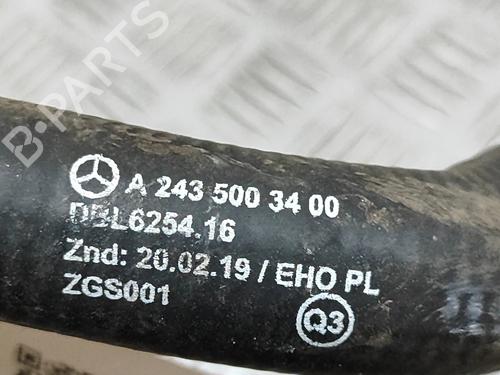 B-PARTS
A 243 500 34 00
DBL6254.16
Znd: 20.02.19 / EHO PL
ZGS001
Q3